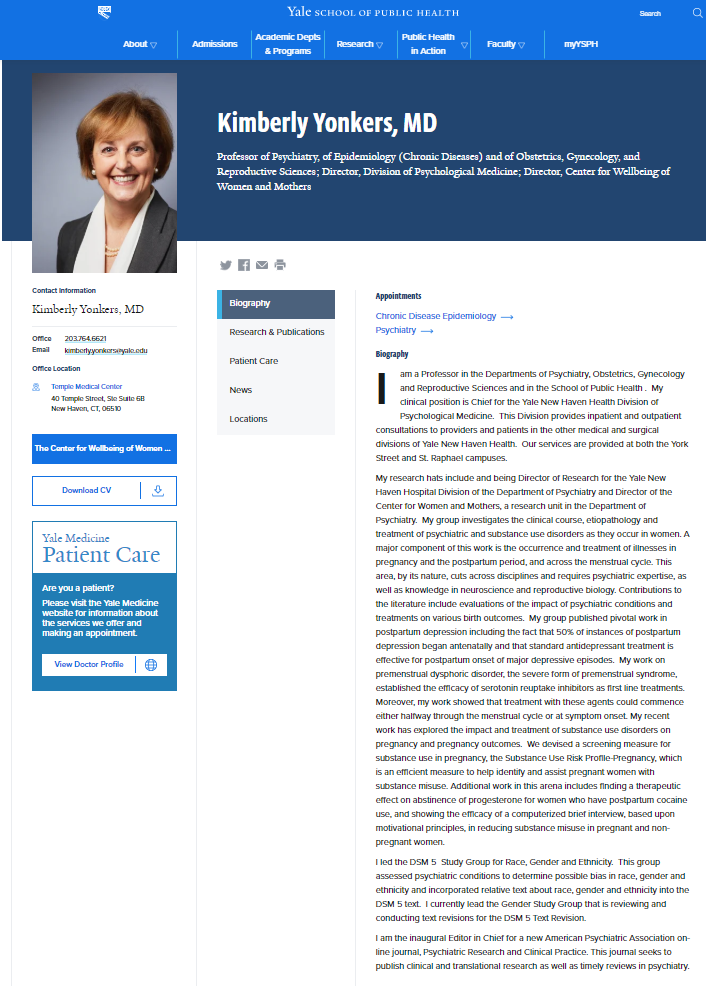 Yale SCHOOL OF PUBLIC HEALTH
Search
About
Admissions
Academic Depts
& Programs
Research
Public Health
in Action
Faculty
myYSPH
Kimberly Yonkers, MD
Professor of Psychiatry, of Epidemiology (Chronic Diseases) and of Obstetrics, Gynecology, and
Reproductive Sciences; Director, Division of Psychological Medicine; Director, Center for Wellbeing of
Women and Mothers
Contact Information
Kimberly Yonkers, MD
Office 203.764.6621
Email kimberly.yonkers@yale.edu
Office Location
Temple Medical Center
40 Temple Street, Ste Suite 6B
New Haven, CT, 06510
The Center for Wellbeing of Women ...
Download CV
Yale Medicine
Patient Care
Are you a patient?
Please visit the Yale Medicine
website for information about
the services we offer and
making an appointment.
View Doctor Profile
Biography
Research & Publications
Patient Care
News
Locations
Appointments
Chronic Disease Epidemiology →
Psychiatry →
Biography
I am a Professor in the Departments of Psychiatry, Obstetrics, Gynecology
and Reproductive Sciences and in the School of Public Health . My
clinical position is Chief for the Yale New Haven Health Division of
Psychological Medicine. This Division provides inpatient and outpatient
consultations to providers and patients in the other medical and surgical
divisions of Yale New Haven Health. Our services are provided at both the York
Street and St. Raphael campuses.
My research hats include and being Director of Research for the Yale New
Haven Hospital Division of the Department of Psychiatry and Director of the
Center for Women and Mothers, a research unit in the Department of
Psychiatry. My group investigates the clinical course, etiopathology and
treatment of psychiatric and substance use disorders as they occur in women. A
major component of this work is the occurrence and treatment of illnesses in
pregnancy and the postpartum period, and across the menstrual cycle. This
area, by its nature, cuts across disciplines and requires psychiatric expertise, as
well as knowledge in neuroscience and reproductive biology. Contributions to
the literature include evaluations of the impact of psychiatric conditions and
treatments on various birth outcomes. My group published pivotal work in
postpartum depression including the fact that 50% of instances of postpartum
depression began antenatally and that standard antidepressant treatment is
effective for postpartum onset of major depressive episodes. My work on
premenstrual dysphoric disorder, the severe form of premenstrual syndrome,
established the efficacy of serotonin reuptake inhibitors as first line treatments.
Moreover, my work showed that treatment with these agents could commence
either halfway through the menstrual cycle or at symptom onset. My recent
work has explored the impact and treatment of substance use disorders on
pregnancy and pregnancy outcomes. We devised a screening measure for
substance use in pregnancy, the Substance Use Risk Profile-Pregnancy, which
is an efficient measure to help identify and assist pregnant women with
substance misuse. Additional work in this arena includes finding a therapeutic
effect on abstinence of progesterone for women who have postpartum cocaine
use, and showing the efficacy of a computerized brief interview, based upon
motivational principles, in reducing substance misuse in pregnant and non-
pregnant women.
I led the DSM 5 Study Group for Race, Gender and Ethnicity. This group
assessed psychiatric conditions to determine possible bias in race, gender and
ethnicity and incorporated relative text about race, gender and ethnicity into the
DSM 5 text. I currently lead the Gender Study Group that is reviewing and
conducting text revisions for the DSM 5 Text Revision.
I am the inaugural Editor in Chief for a new American Psychiatric Association on-
line journal, Psychiatric Research and Clinical Practice. This journal seeks to
publish clinical and translational research as well as timely reviews in psychiatry.